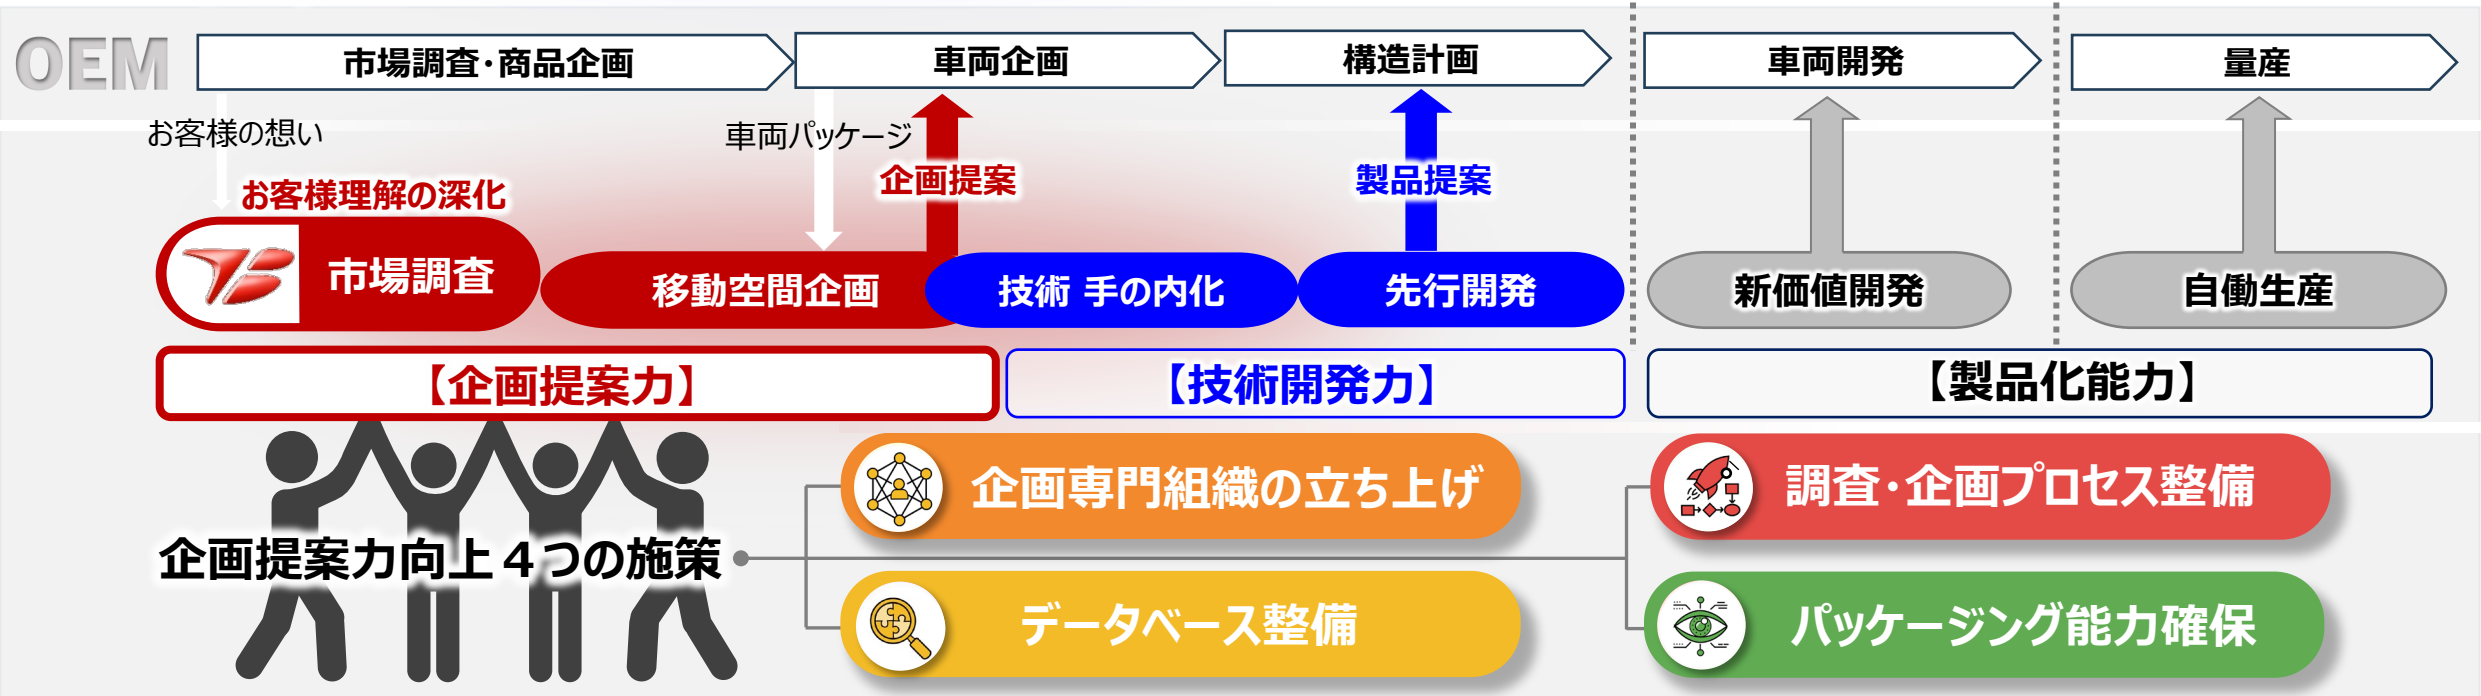 OEM
市場調査・商品企画
車両企画
構造計画
車両開発
量産
お客様の想い
車両パッケージ
企画提案
製品提案
お客様理解の深化
市場調査
移動空間企画
技術 手の内化
先行開発
新価値開発
自働生産
【企画提案力】
【技術開発力】
【製品化能力】
企画提案力向上４つの施策
企画専門組織の立ち上げ
調査・企画プロセス整備
データベース整備
パッケージング能力確保